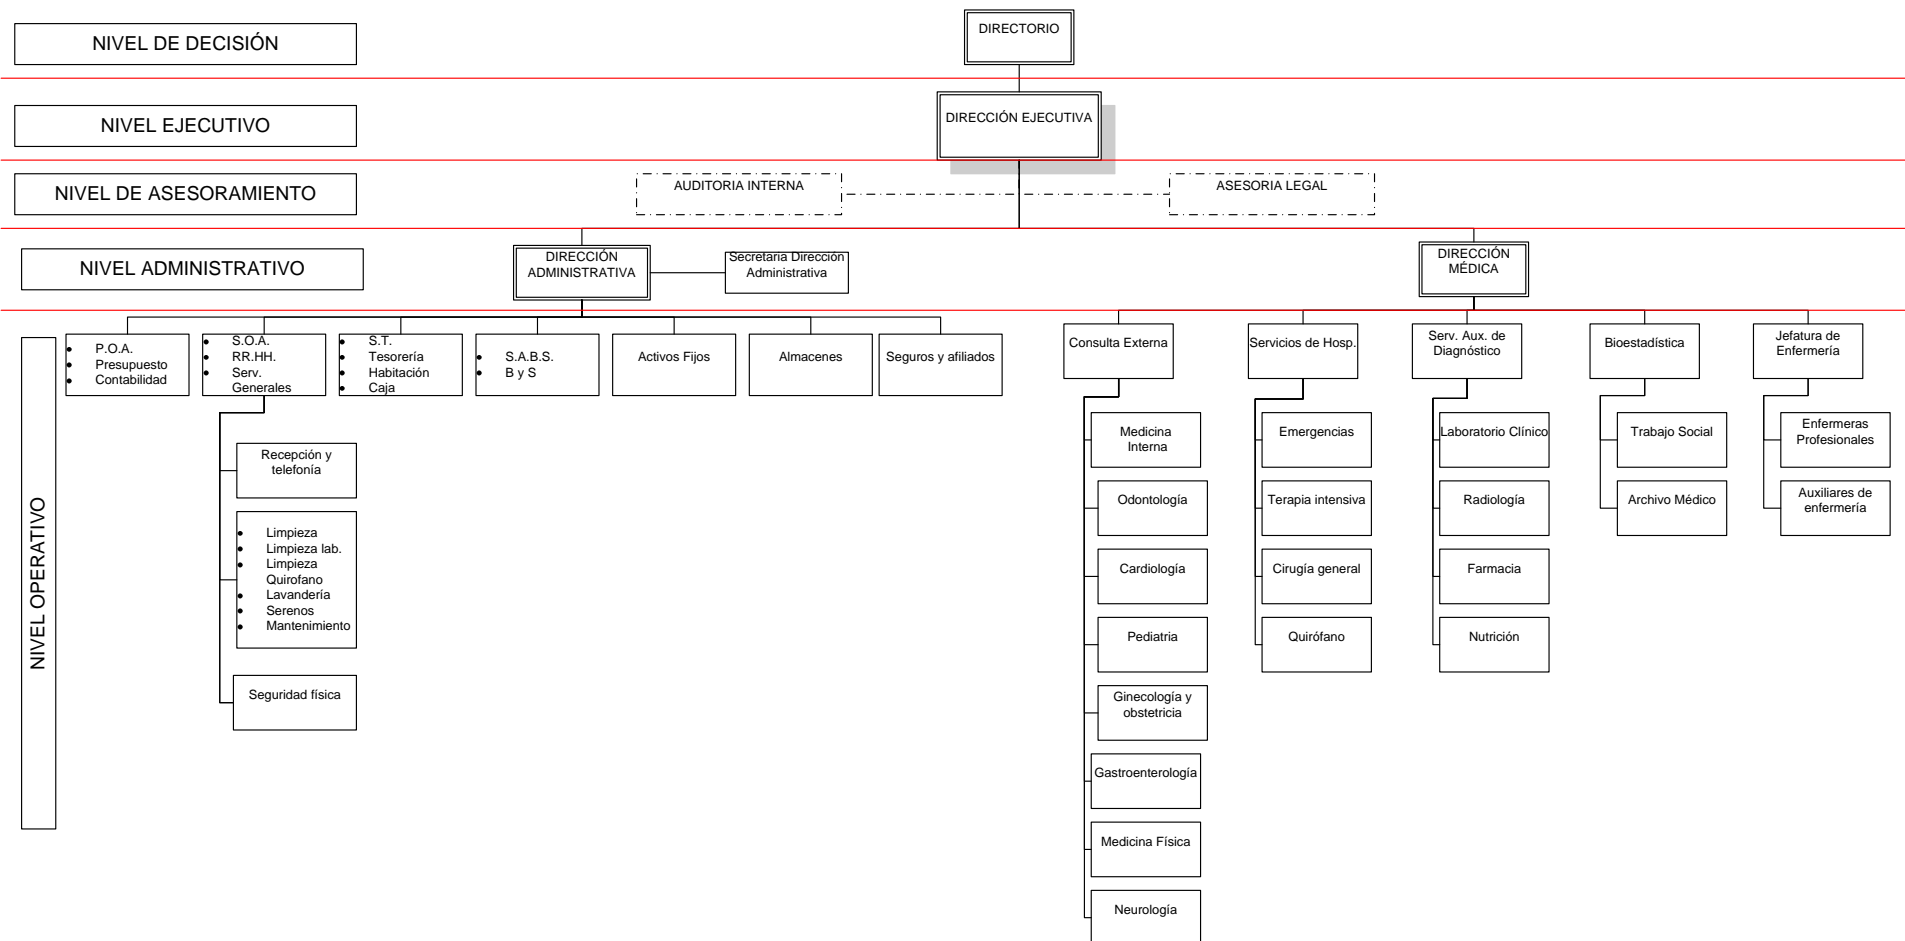 NIVEL DE DECISIÓN
DIRECTORIO
NIVEL EJECUTIVO
DIRECCIÓN EJECUTIVA
NIVEL DE ASESORAMIENTO
AUDITORIA INTERNA
ASESORIA LEGAL
NIVEL ADMINISTRATIVO
DIRECCIÓN
ADMINISTRATIVA
Secretaria Dirección
Administrativa
DIRECCIÓN
MÉDICA
NIVEL OPERATIVO
• P.O.A.
• Presupuesto
• Contabilidad
• S.O.A.
• RR.HH.
• Serv.
Generales
• S.T.
• Tesorería
• Habitación
• Caja
• S.A.B.S.
• B y S
Activos Fijos
Almacenes
Seguros y afiliados
Recepción y
telefonía
• Limpieza
• Limpieza lab.
• Limpieza
Quirofano
• Lavandería
• Serenos
• Mantenimiento
Seguridad física
Consulta Externa
Medicina
Interna
Odontología
Cardiología
Pediatria
Ginecología y
obstetricia
Gastroenterología
Medicina Física
Neurología
Servicios de Hosp.
Emergencias
Terapia intensiva
Cirugía general
Quirófano
Serv. Aux. de
Diagnóstico
Laboratorio Clínico
Radiología
Farmacia
Nutrición
Bioestadística
Trabajo Social
Archivo Médico
Jefatura de
Enfermería
Enfermeras
Profesionales
Auxiliares de
enfermería